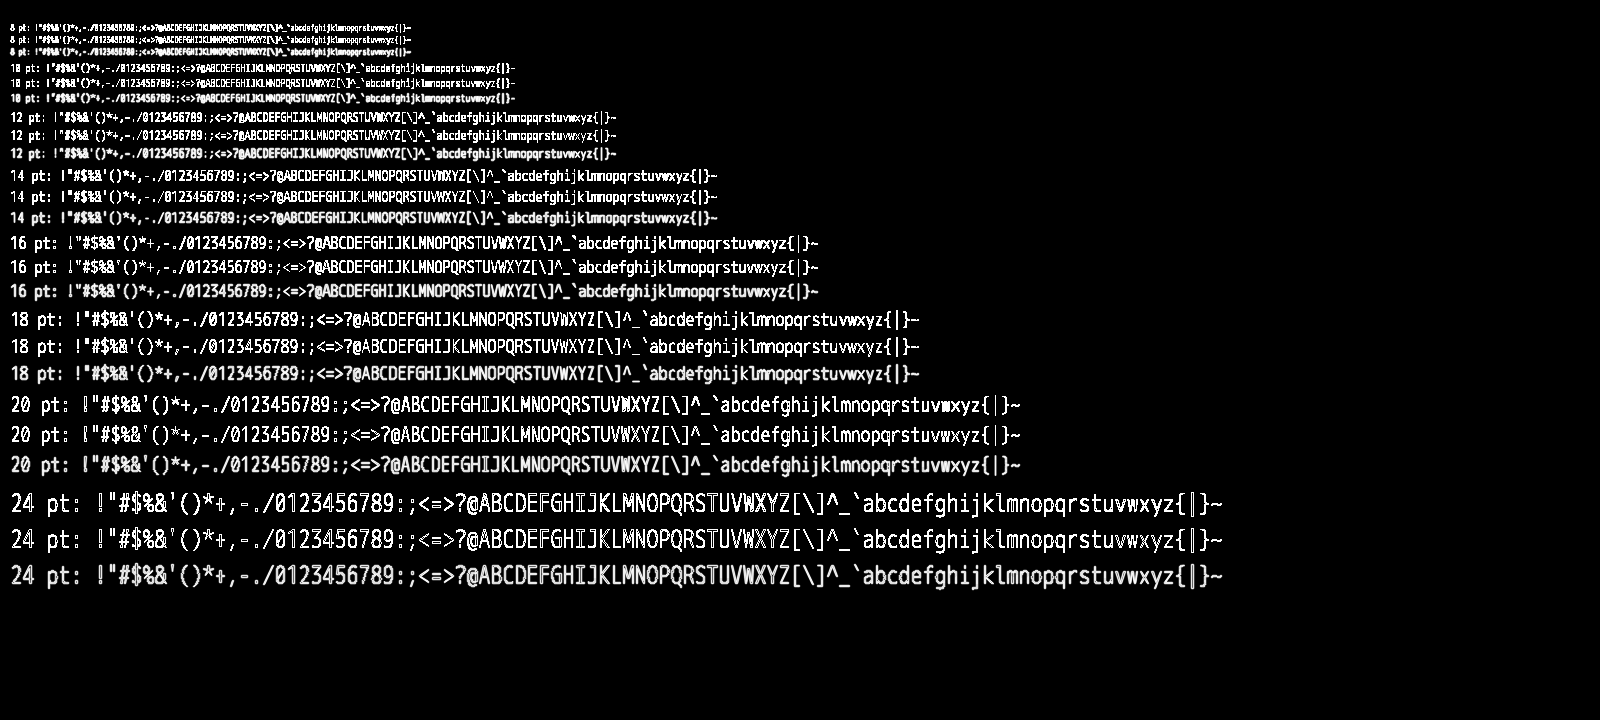 8 pt: !"#$%&'()*+,-./0123456789:;<=>?@ABCDEFGHIJKLMNOPQRSTUVWXYZ[\]^_`abcdefghijklmnopqrstuvwxyz{|}~
8 pt: !"#$%&'()*+,-./0123456789:;<=>?@ABCDEFGHIJKLMNOPQRSTUVWXYZ[\]^_`abcdefghijklmnopqrstuvwxyz{|}~
8 pt: !"#$%&'()*+,-./0123456789:;<=>?@ABCDEFGHIJKLMNOPQRSTUVWXYZ[\]^_`abcdefghijklmnopqrstuvwxyz{|}~
10 pt: !"#$%&'()*+,-./0123456789:;<=>?@ABCDEFGHIJKLMNOPQRSTUVWXYZ[\]^_`abcdefghijklmnopqrstuvwxyz{|}~
10 pt: !"#$%&'()*+,-./0123456789:;<=>?@ABCDEFGHIJKLMNOPQRSTUVWXYZ[\]^_`abcdefghijklmnopqrstuvwxyz{|}~
10 pt: !"#$%&'()*+,-./0123456789:;<=>?@ABCDEFGHIJKLMNOPQRSTUVWXYZ[\]^_`abcdefghijklmnopqrstuvwxyz{|}~
12 pt: !"#$%&'()*+,-./0123456789:;<=>?@ABCDEFGHIJKLMNOPQRSTUVWXYZ[\]^_`abcdefghijklmnopqrstuvwxyz{|}~
12 pt: !"#$%&'()*+,-./0123456789:;<=>?@ABCDEFGHIJKLMNOPQRSTUVWXYZ[\]^_`abcdefghijklmnopqrstuvwxyz{|}~
12 pt: !"#$%&'()*+,-./0123456789:;<=>?@ABCDEFGHIJKLMNOPQRSTUVWXYZ[\]^_`abcdefghijklmnopqrstuvwxyz{|}~
14 pt: !"#$%&'()*+,-./0123456789:;<=>?@ABCDEFGHIJKLMNOPQRSTUVWXYZ[\]^_`abcdefghijklmnopqrstuvwxyz{|}~
14 pt: !"#$%&'()*+,-./0123456789:;<=>?@ABCDEFGHIJKLMNOPQRSTUVWXYZ[\]^_`abcdefghijklmnopqrstuvwxyz{|}~
14 pt: !"#$%&'()*+,-./0123456789:;<=>?@ABCDEFGHIJKLMNOPQRSTUVWXYZ[\]^_`abcdefghijklmnopqrstuvwxyz{|}~
16 pt: !"#$%&'()*+,-./0123456789:;<=>?@ABCDEFGHIJKLMNOPQRSTUVWXYZ[\]^_`abcdefghijklmnopqrstuvwxyz{|}~
16 pt: !"#$%&'()*+,-./0123456789:;<=>?@ABCDEFGHIJKLMNOPQRSTUVWXYZ[\]^_`abcdefghijklmnopqrstuvwxyz{|}~
16 pt: !"#$%&'()*+,-./0123456789:;<=>?@ABCDEFGHIJKLMNOPQRSTUVWXYZ[\]^_`abcdefghijklmnopqrstuvwxyz{|}~
18 pt: !"#$%&'()*+,-./0123456789:;<=>?@ABCDEFGHIJKLMNOPQRSTUVWXYZ[\]^_`abcdefghijklmnopqrstuvwxyz{|}~
18 pt: !"#$%&'()*+,-./0123456789:;<=>?@ABCDEFGHIJKLMNOPQRSTUVWXYZ[\]^_`abcdefghijklmnopqrstuvwxyz{|}~
18 pt: !"#$%&'()*+,-./0123456789:;<=>?@ABCDEFGHIJKLMNOPQRSTUVWXYZ[\]^_`abcdefghijklmnopqrstuvwxyz{|}~
20 pt: !"#$%&'()*+,-./0123456789:;<=>?@ABCDEFGHIJKLMNOPQRSTUVWXYZ[\]^_`abcdefghijklmnopqrstuvwxyz{|}~
20 pt: !"#$%&'()*+,-./0123456789:;<=>?@ABCDEFGHIJKLMNOPQRSTUVWXYZ[\]^_`abcdefghijklmnopqrstuvwxyz{|}~
20 pt: !"#$%&'()*+,-./0123456789:;<=>?@ABCDEFGHIJKLMNOPQRSTUVWXYZ[\]^_`abcdefghijklmnopqrstuvwxyz{|}~
24 pt: !"#$%&'()*+,-./0123456789:;<=>?@ABCDEFGHIJKLMNOPQRSTUVWXYZ[\]^_`abcdefghijklmnopqrstuvwxyz{|}~
24 pt: !"#$%&'()*+,-./0123456789:;<=>?@ABCDEFGHIJKLMNOPQRSTUVWXYZ[\]^_`abcdefghijklmnopqrstuvwxyz{|}~
24 pt: !"#$%&'()*+,-./0123456789:;<=>?@ABCDEFGHIJKLMNOPQRSTUVWXYZ[\]^_`abcdefghijklmnopqrstuvwxyz{|}~